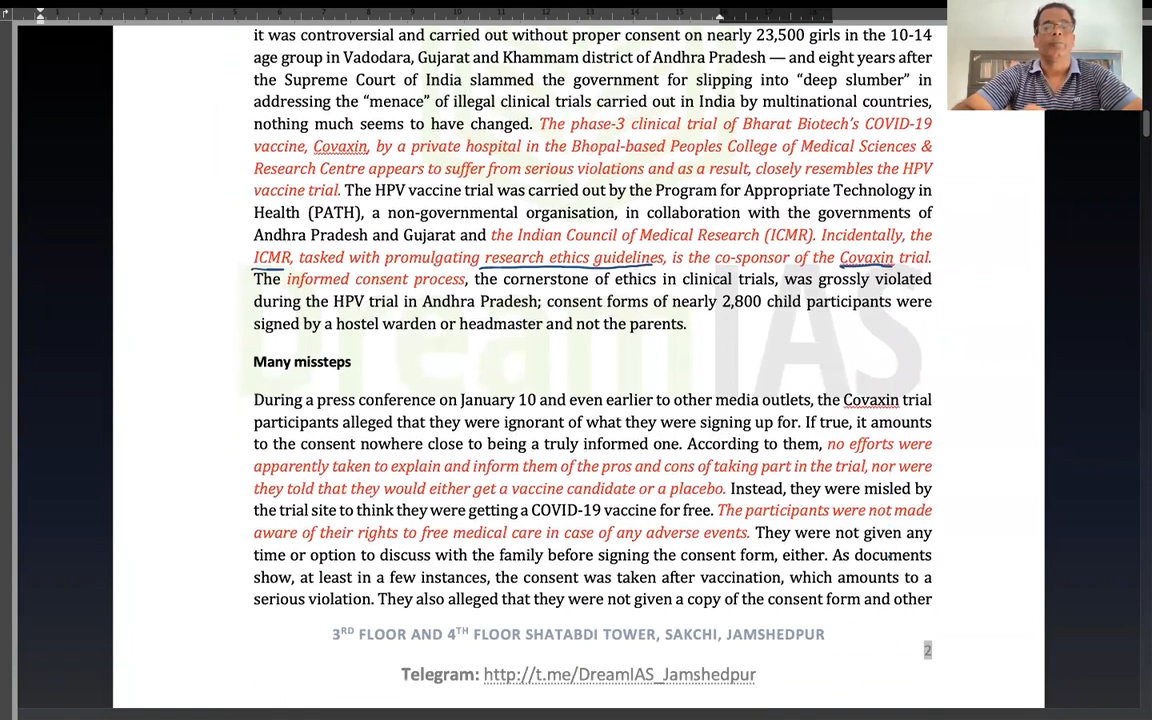 it was controversial and carried out without proper consent on nearly 23,500 girls in the 10-14
age group in Vadodara, Gujarat and Khammam district of Andhra Pradesh — and eight years after
the Supreme Court of India slammed the government for slipping into “deep slumber” in
addressing the “menace” of illegal clinical trials carried out in India by multinational countries,
nothing much seems to have changed. The phase-3 clinical trial of Bharat Biotech’s COVID-19
vaccine, Covaxin, by a private hospital in the Bhopal-based Peoples College of Medical Sciences &
Research Centre appears to suffer from serious violations and as a result, closely resembles the HPV
vaccine trial. The HPV vaccine trial was carried out by the Program for Appropriate Technology in
Health (PATH), a non-governmental organisation, in collaboration with the governments of
Andhra Pradesh and Gujarat and the Indian Council of Medical Research (ICMR). Incidentally, the
ICMR, tasked with promulgating research ethics guidelines, is the co-sponsor of the Covaxin trial.
The informed consent process, the cornerstone of ethics in clinical trials, was grossly violated
during the HPV trial in Andhra Pradesh; consent forms of nearly 2,800 child participants were
signed by a hostel warden or headmaster and not the parents.
Many missteps
During a press conference on January 10 and even earlier to other media outlets, the Covaxin trial
participants alleged that they were ignorant of what they were signing up for. If true, it amounts
to the consent nowhere close to being a truly informed one. According to them, no efforts were
apparently taken to explain and inform them of the pros and cons of taking part in the trial, nor were
they told that they would either get a vaccine candidate or a placebo. Instead, they were misled by
the trial site to think they were getting a COVID-19 vaccine for free. The participants were not made
aware of their rights to free medical care in case of any adverse events. They were not given any
time or option to discuss with the family before signing the consent form, either. As documents
show, at least in a few instances, the consent was taken after vaccination, which amounts to a
serious violation. They also alleged that they were not given a copy of the consent form and other
DreamIAS
3RD FLOOR AND 4TH FLOOR SHATABDI TOWER, SAKCHI, JAMSHEDPUR
2
Telegram: http://t.me/DreamIAS_Jamshedpur